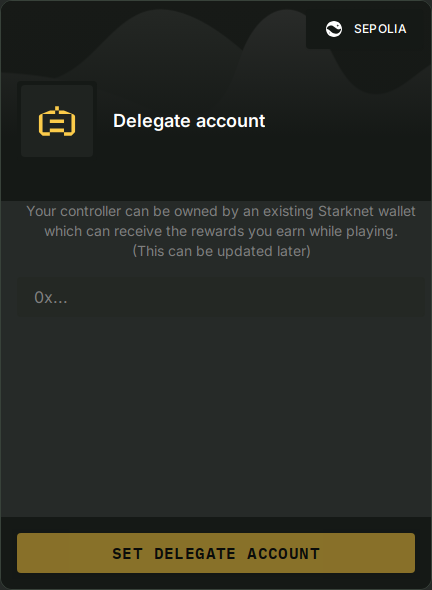 SEPOLIA
Delegate account
Your controller can be owned by an existing Starknet wallet
which can receive the rewards you earn while playing.
(This can be updated later)
0x...
SET DELEGATE ACCOUNT